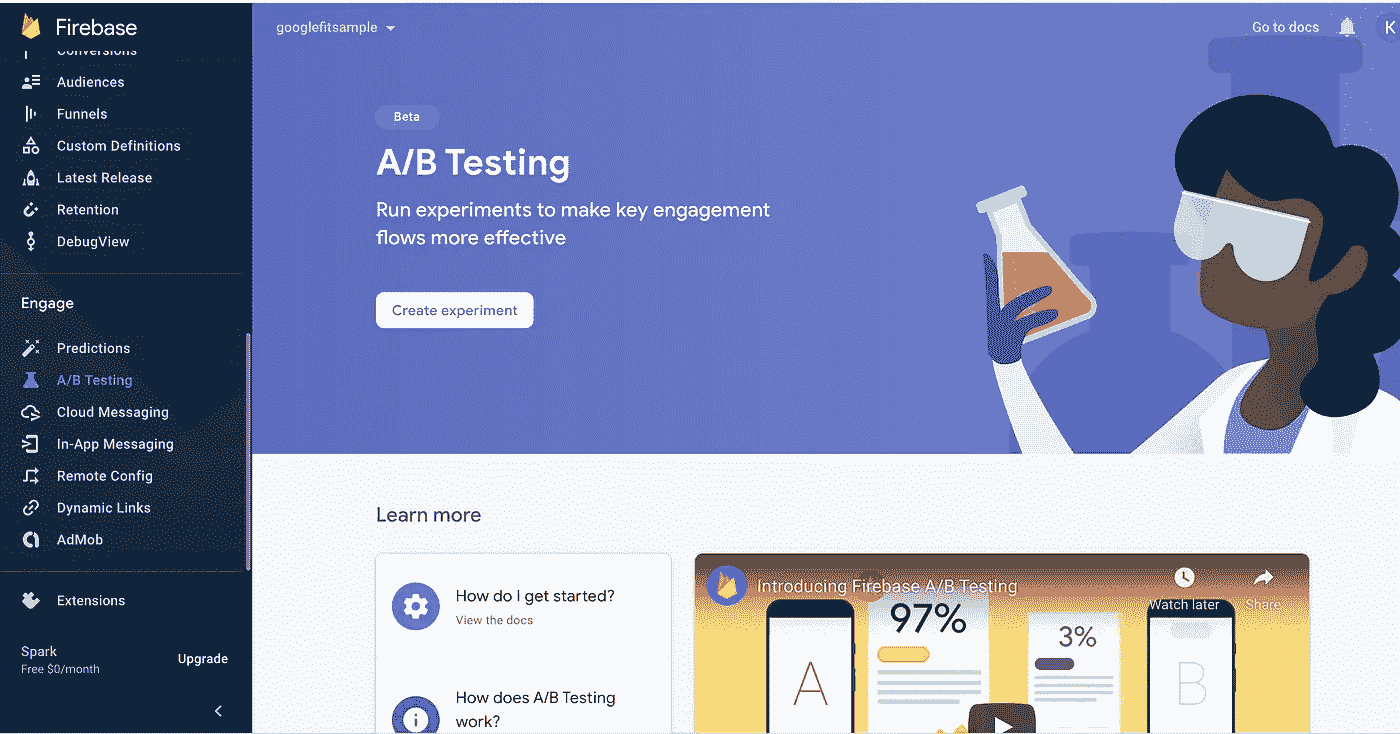 Firebase
Conversions
Audiences
Funnels
Custom Definitions
Latest Release
Retention
DebugView
Engage
Predictions
A/B Testing
Cloud Messaging
In-App Messaging
Remote Config
Dynamic Links
AdMob
Extensions
Spark
Free $0/month
Upgrade
googlefitsample
Go to docs
K
Beta
A/B Testing
Run experiments to make key engagement
flows more effective
Create experiment
Learn more
How do I get started?
View the docs
How does A/B Testing
work?
Introducing Firebase A/B Testing
Watch later
Share
97%
3%
A
B